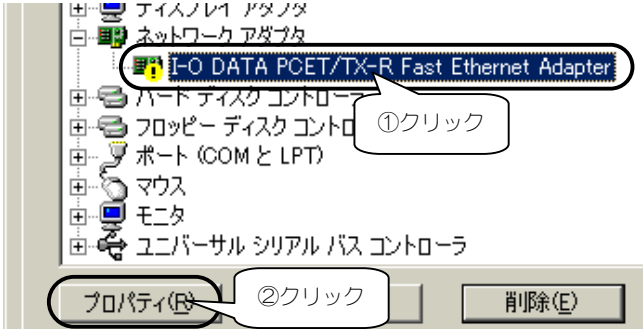 ディスプレイ アダプタ
ネットワーク アダプタ
I-O DATA PCET/TX-R Fast Ethernet Adapter
ハード ディスク コントローラ
①クリック
フロッピー ディスク コントロ
ポート (COM と LPT)
マウス
モニタ
ユニバーサル シリアル バス コントローラ
プロパティ(R)
②クリック
削除(E)